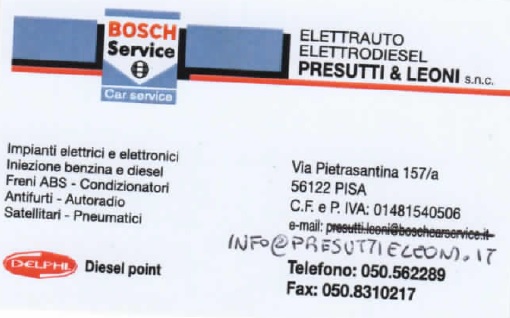 BOSCH
Service
Car service
ELETTRAUTO
ELETTRODIESEL
PRESUTTI & LEONI s.n.c.
Impianti elettrici e elettronici
Iniezione benzina e diesel
Freni ABS - Condizionatori
Antifurti - Autoradio
Satellitari - Pneumatici
DELPHI Diesel point
Via Pietrasantina 157/a
56122 PISA
C.F. e P. IVA: 01481540506
e-mail: presutti.leoni@boschcarservice.it
INFO@PRESUTTIELEONI.IT
Telefono: 050.562289
Fax: 050.8310217